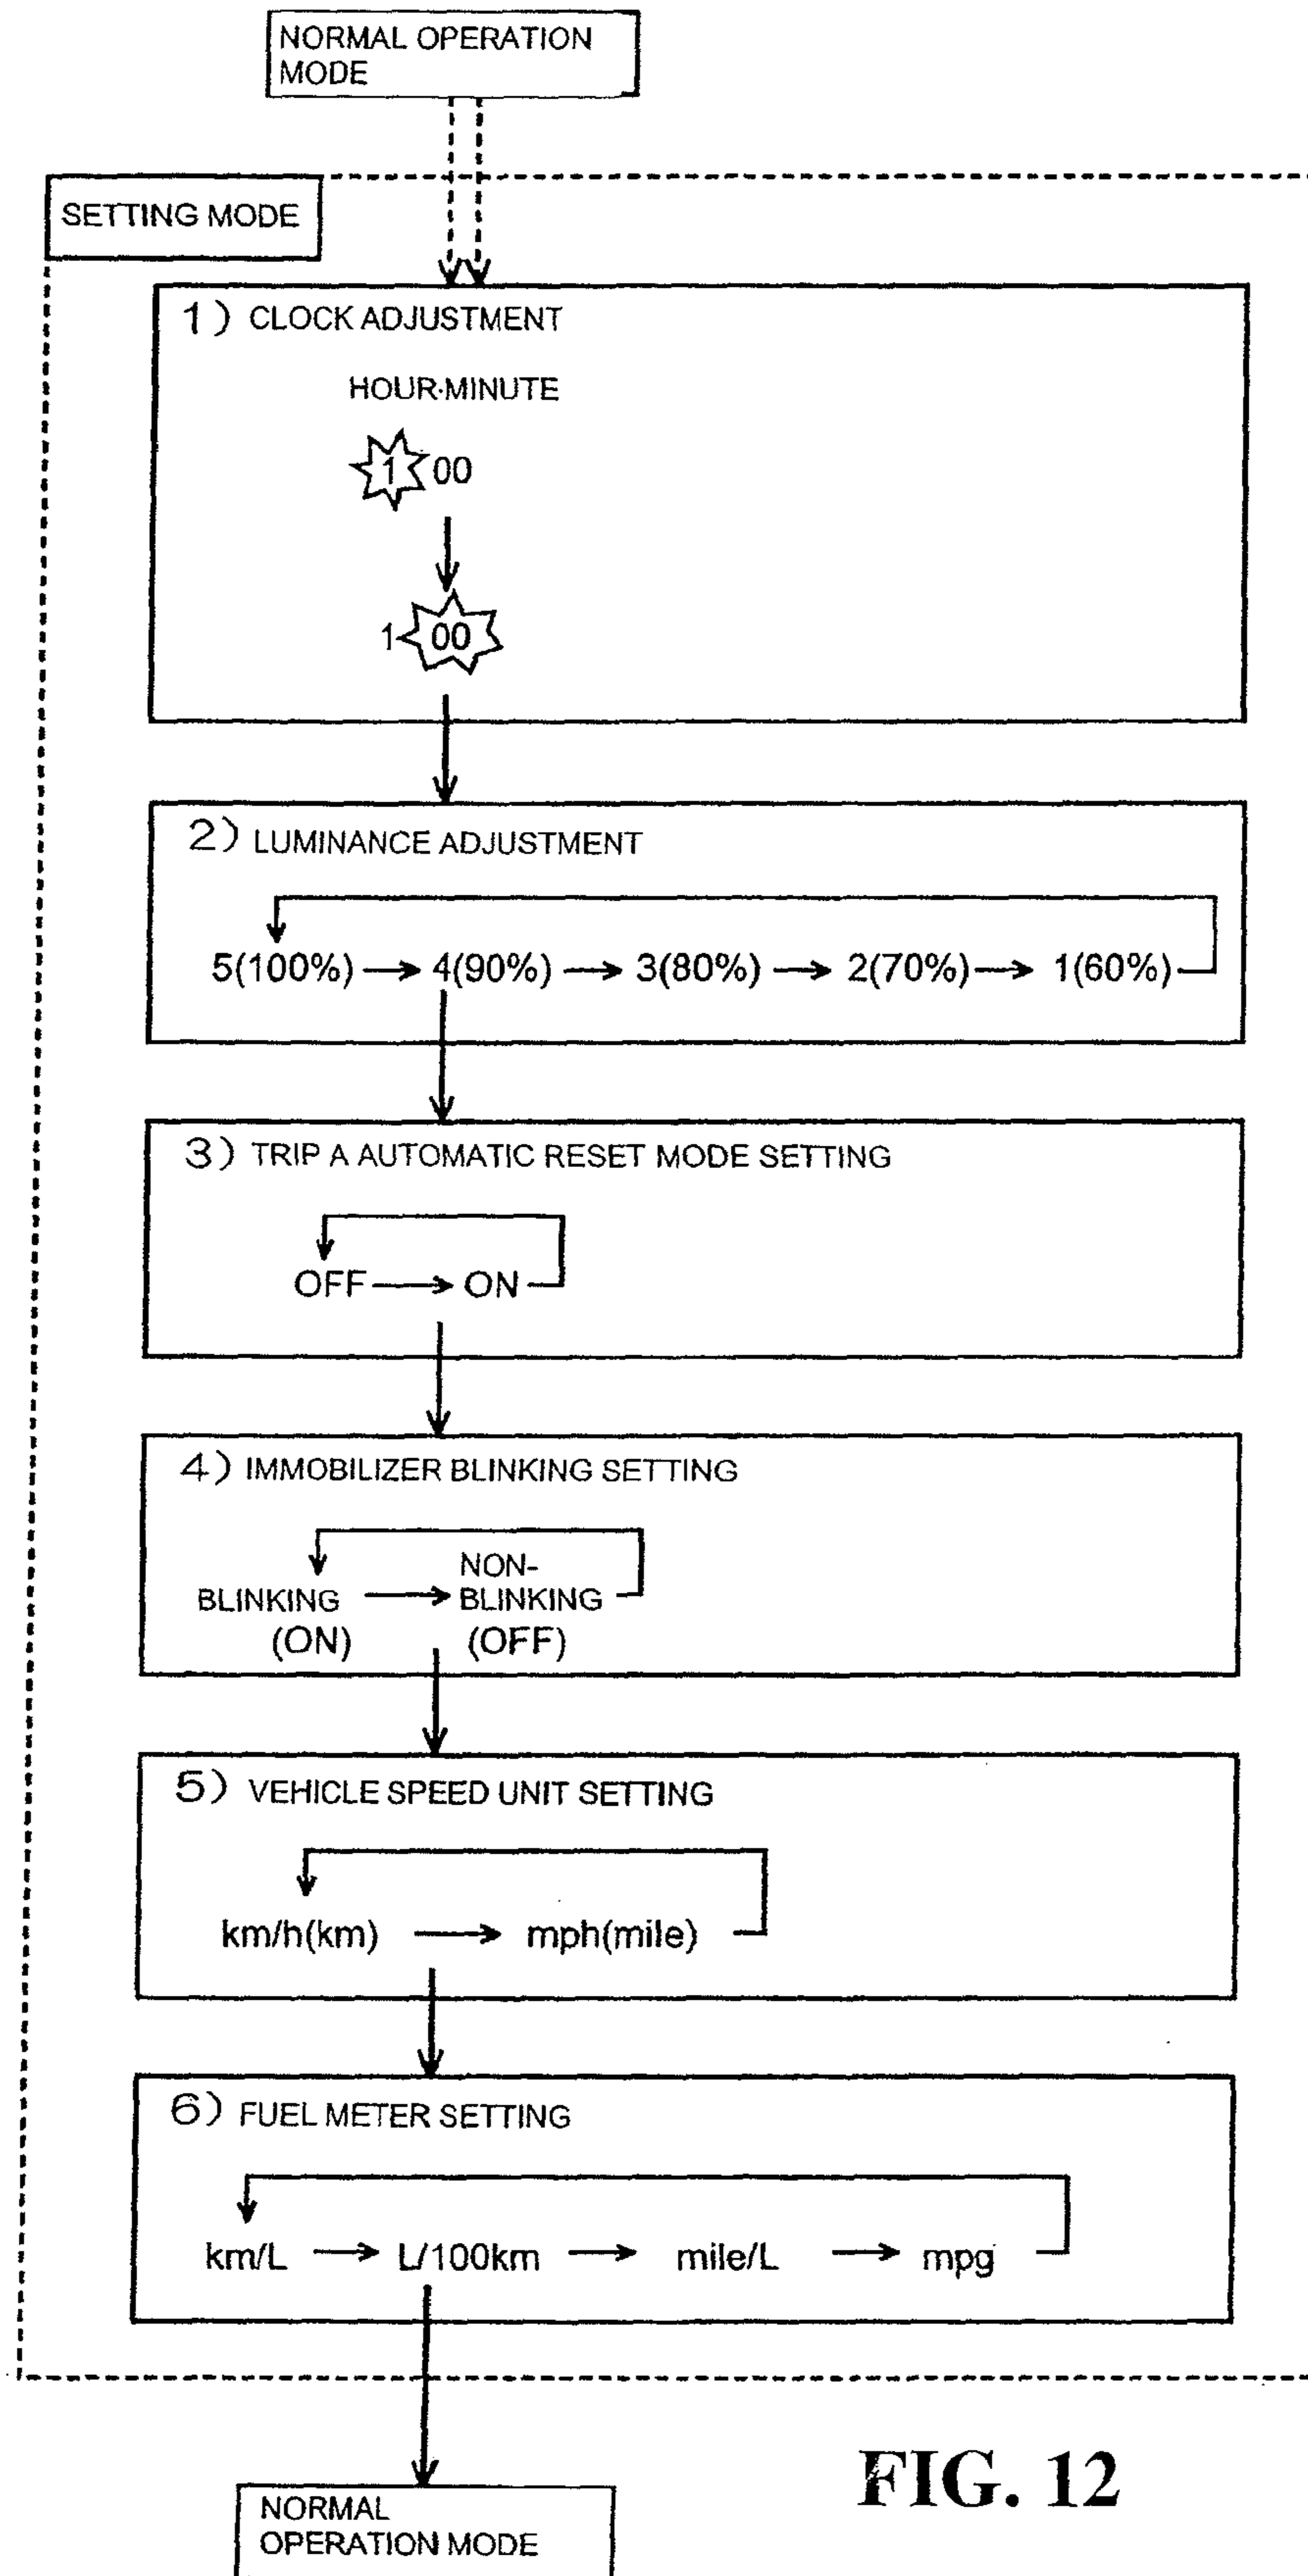 NORMAL OPERATION
MODE
SETTING MODE
1) CLOCK ADJUSTMENT
HOUR·MINUTE
1 00
1 00
2) LUMINANCE ADJUSTMENT
5(100%) → 4(90%) → 3(80%) → 2(70%) → 1(60%)
3) TRIP A AUTOMATIC RESET MODE SETTING
OFF → ON
4) IMMOBILIZER BLINKING SETTING
NON-
BLINKING → BLINKING
(ON) (OFF)
5) VEHICLE SPEED UNIT SETTING
km/h(km) → mph(mile)
6) FUEL METER SETTING
km/L → L/100km → mile/L → mpg
FIG. 12
NORMAL
OPERATION MODE